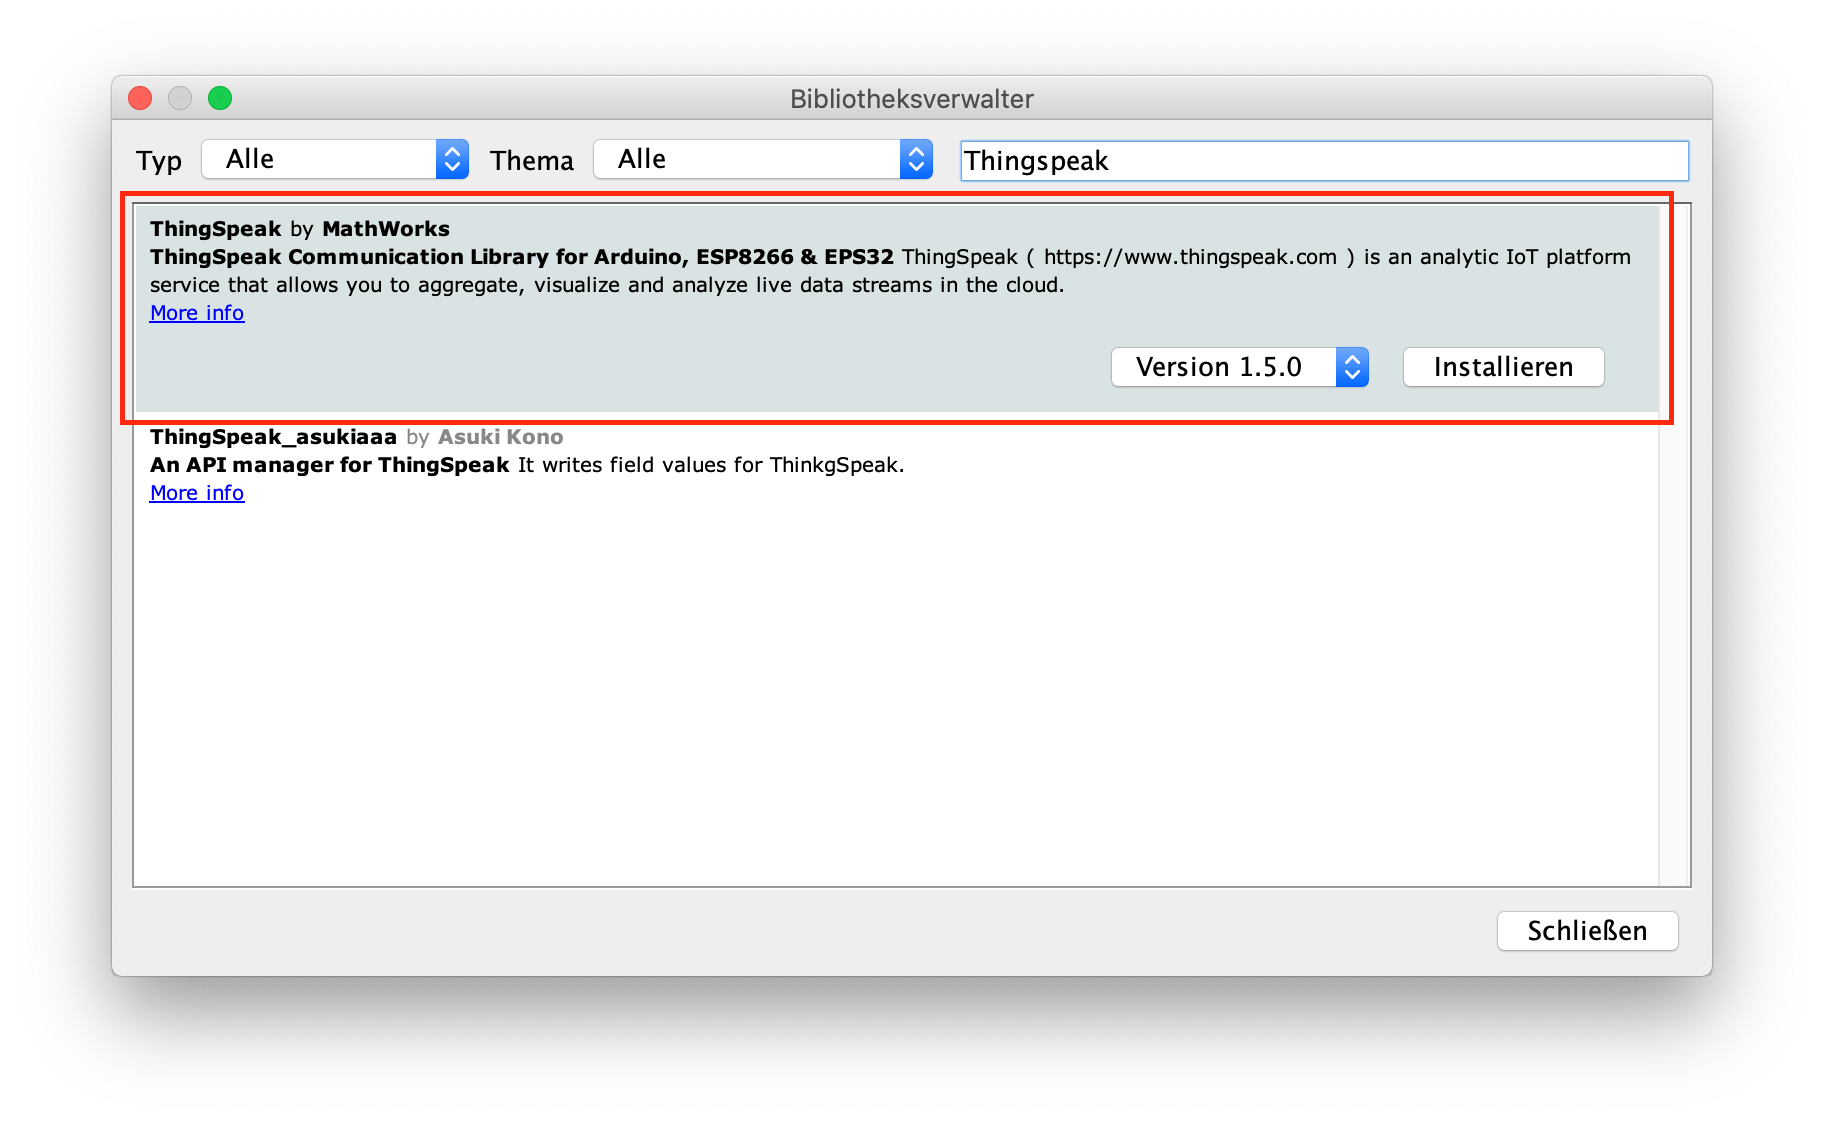 Bibliotheksverwalter
Typ Alle Thema Alle Thingspeak
ThingSpeak by MathWorks
ThingSpeak Communication Library for Arduino, ESP8266 & EPS32 ThingSpeak ( https://www.thingspeak.com ) is an analytic IoT platform
service that allows you to aggregate, visualize and analyze live data streams in the cloud.
More info
Version 1.5.0 Installieren
ThingSpeak_asukiaaa by Asuki Kono
An API manager for ThingSpeak It writes field values for ThinkgSpeak.
More info
Schließen